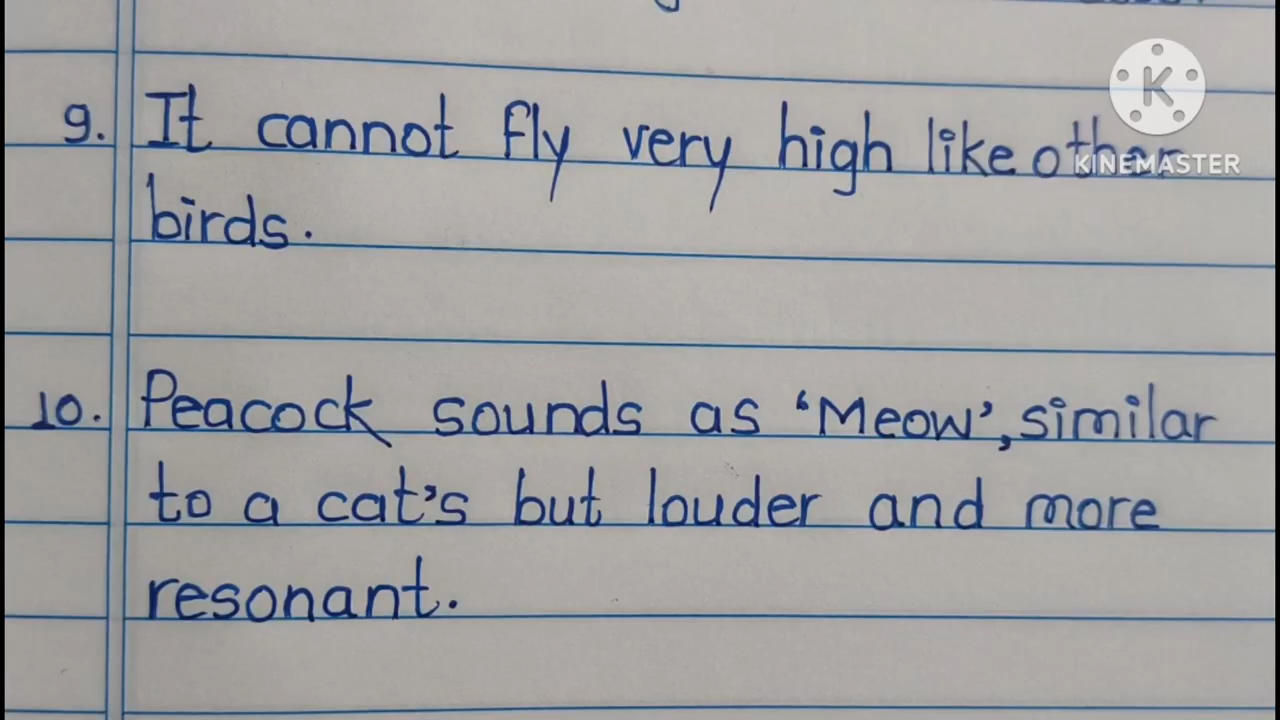 9. It cannot fly very high like other
birds.
10. Peacock sounds as 'Meow', similar
to a cat's but louder and more
resonant.
K
KINEMASTER